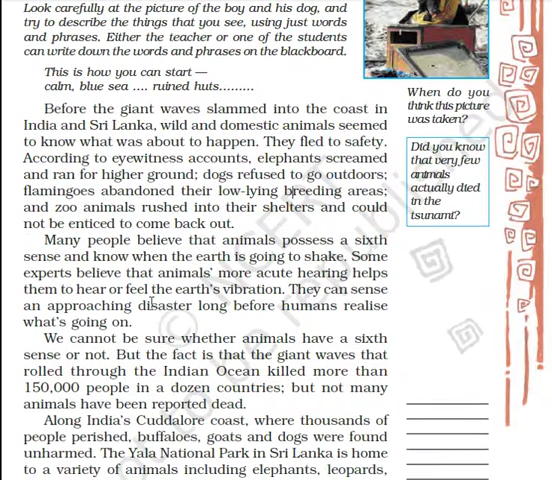 Look carefully at the picture of the boy and his dog, and
try to describe the things that you see, using just words
and phrases. Either the teacher or one of the students
can write down the words and phrases on the blackboard.
This is how you can start —
calm, blue sea .... ruined huts.........
Before the giant waves slammed into the coast in
India and Sri Lanka, wild and domestic animals seemed
to know what was about to happen. They fled to safety.
According to eyewitness accounts, elephants screamed
and ran for higher ground; dogs refused to go outdoors;
flamingoes abandoned their low-lying breeding areas;
and zoo animals rushed into their shelters and could
not be enticed to come back out.
Many people believe that animals possess a sixth
sense and know when the earth is going to shake. Some
experts believe that animals' more acute hearing helps
them to hear or feel the earth's vibration. They can sense
an approaching disaster long before humans realise
what's going on.
We cannot be sure whether animals have a sixth
sense or not. But the fact is that the giant waves that
rolled through the Indian Ocean killed more than
150,000 people in a dozen countries; but not many
animals have been reported dead.
Along India's Cuddalore coast, where thousands of
people perished, buffaloes, goats and dogs were found
unharmed. The Yala National Park in Sri Lanka is home
to a variety of animals including elephants, leopards,
When do you
think this picture
was taken?
Did you know
that very few
animals
actually died
in the
tsunami?
© NCERT
not to be republished